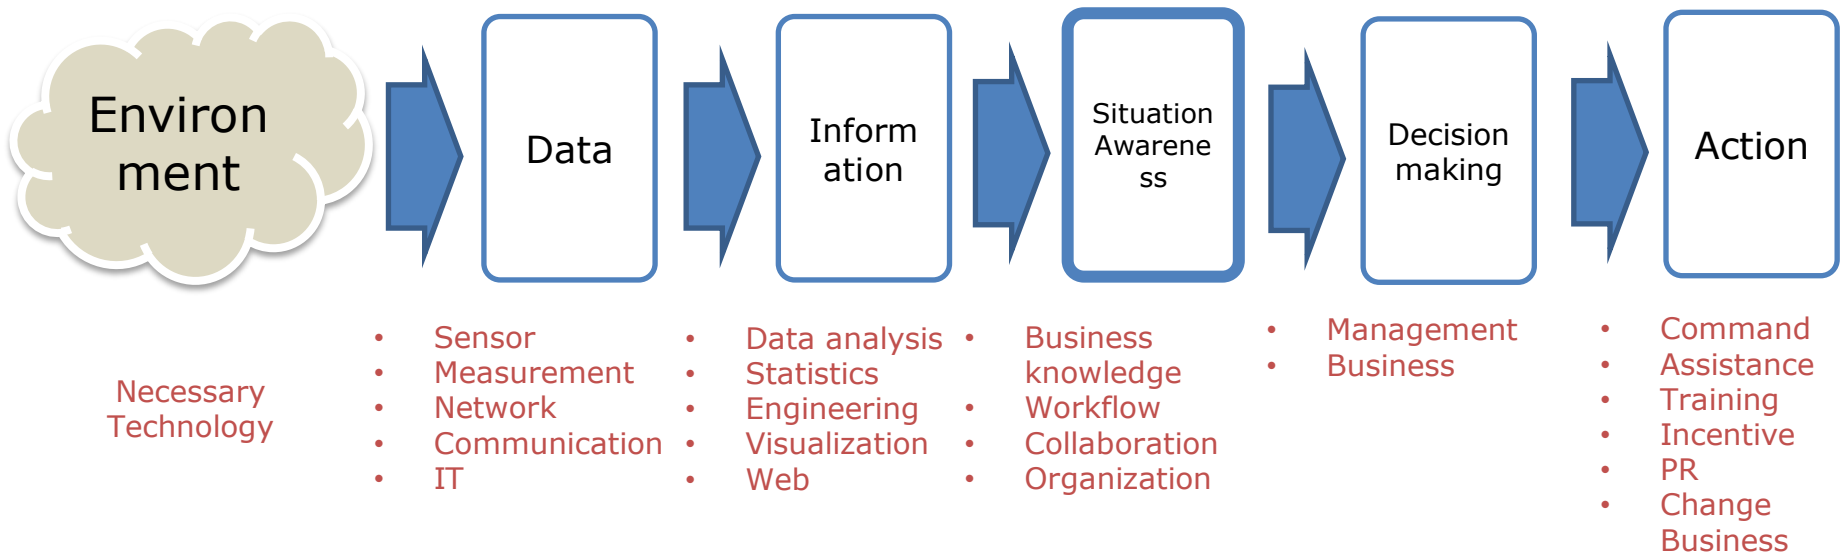 Environ
ment
Data
Inform
ation
Situation
Awarene
ss
Decision
making
Action
Necessary
Technology
• Sensor
• Measurement
• Network
• Communication
• IT
• Data analysis
• Statistics
• Engineering
• Visualization
• Web
• Business
knowledge
• Workflow
• Collaboration
• Organization
• Management
• Business
• Command
• Assistance
• Training
• Incentive
• PR
• Change
Business